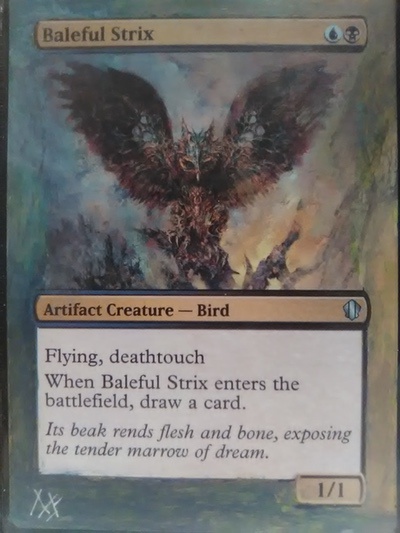 Baleful Strix
Artifact Creature — Bird
Flying, deathtouch
When Baleful Strix enters the
battlefield, draw a card.
Its beak rends flesh and bone, exposing
the tender marrow of dream.
1/1